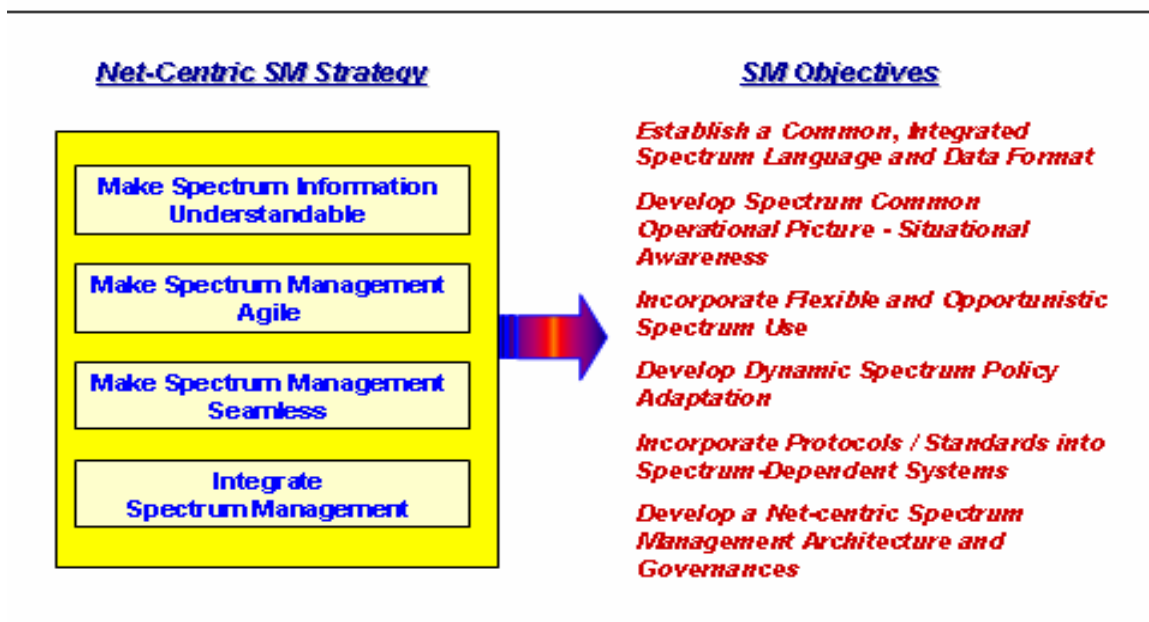 Net-Centric SM Strategy
Make Spectrum Information
Understandable
Make Spectrum Management
Agile
Make Spectrum Management
Seamless
Integrate
Spectrum Management
SM Objectives
Establish a Common, Integrated
Spectrum Language and Data Format
Develop Spectrum Common
Operational Picture - Situational
Awareness
Incorporate Flexible and Opportunistic
Spectrum Use
Develop Dynamic Spectrum Policy
Adaptation
Incorporate Protocols / Standards into
Spectrum-Dependent Systems
Develop a Net-centric Spectrum
Management Architecture and
Governances